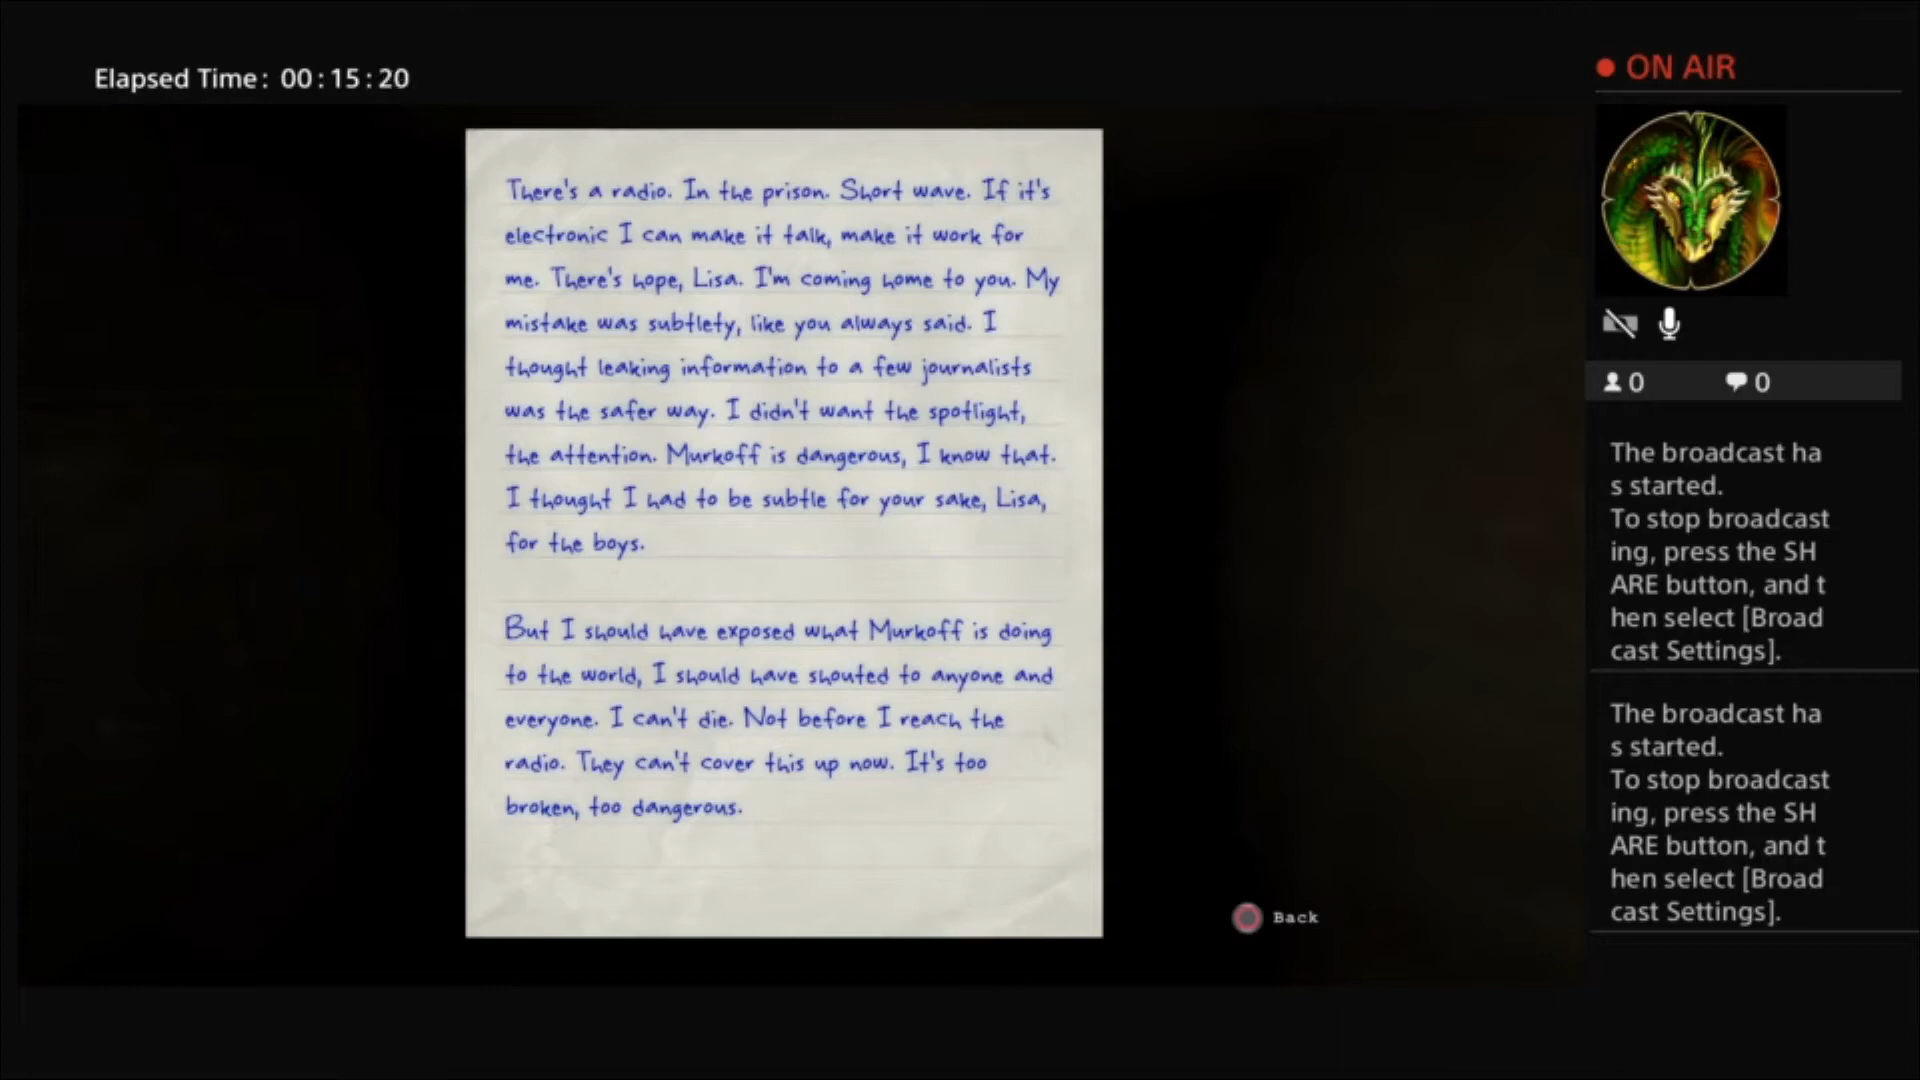 Elapsed Time: 00:15:20
There's a radio. In the prison. Short wave. If it's
electronic I can make it talk, make it work for
me. There's hope, Lisa. I'm coming home to you. My
mistake was subtlety, like you always said. I
thought leaking information to a few journalists
was the safer way. I didn't want the spotlight,
the attention. Murkoff is dangerous, I know that.
I thought I had to be subtle for your sake, Lisa,
for the boys.
But I should have exposed what Murkoff is doing
to the world, I should have shouted to anyone and
everyone. I can't die. Not before I reach the
radio. They can't cover this up now. It's too
broken, too dangerous.
Back
ON AIR
0 0
The broadcast ha
s started.
To stop broadcast
ing, press the SH
ARE button, and t
hen select [Broad
cast Settings].
The broadcast ha
s started.
To stop broadcast
ing, press the SH
ARE button, and t
hen select [Broad
cast Settings].